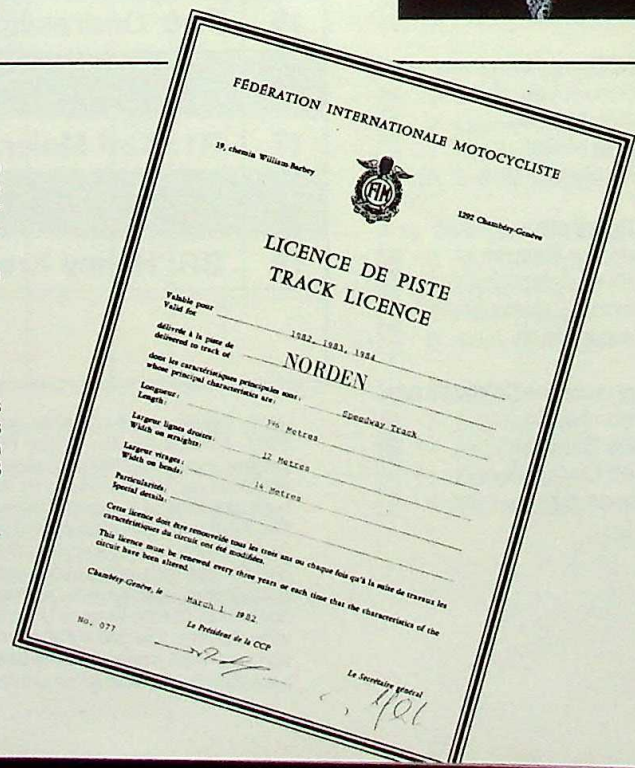 FÉDÉRATION INTERNATIONALE MOTOCYCLISTE
19, chemin William-Barbey
FIM
1292 Chambésy-Genève
LICENCE DE PISTE
TRACK LICENCE
Valable pour
Valid for
1982, 1983, 1984
délivrée à la piste de
delivered to track of
NORDEN
dont les caractéristiques principales sont:
whose principal characteristics are:
Speedway Track
Longueur:
Length:
396 Metres
Largeur lignes droites:
Width on straights:
12 Metres
Largeur virages:
Width on bends:
14 Metres
Particularités:
Special details:
Cette licence doit être renouvelée tous les trois ans ou chaque fois qu'à la suite de travaux les
caractéristiques du circuit ont été modifiées.
This licence must be renewed every three years or each time that the characteristics of the
circuit have been altered.
Chambésy-Genève, le March 1 1982
No. 077
Le Président de la CCP
Le Secrétaire général